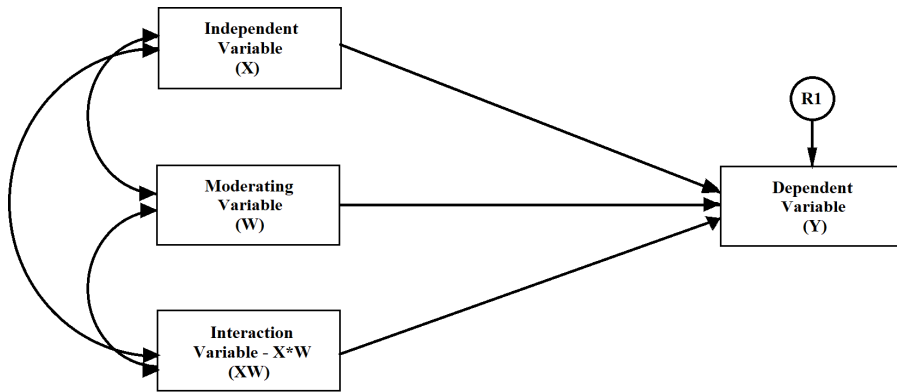 Independent
Variable
(X)
R1
Moderating
Variable
(W)
Dependent
Variable
(Y)
Interaction
Variable - X*W
(XW)